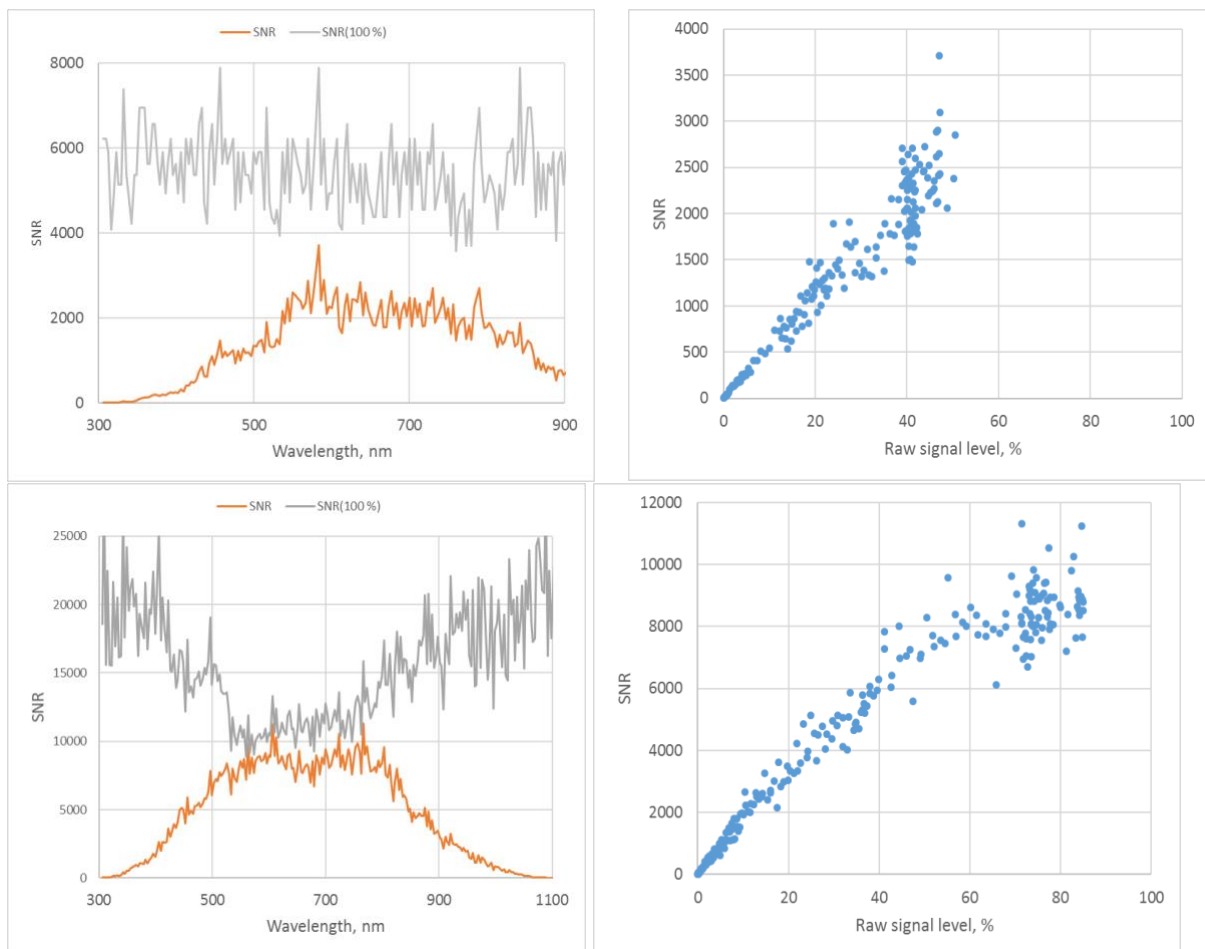 SNR SNR(100 %)
8000
6000
4000
2000
0
SNR
300 500 700 900
Wavelength, nm
4000
3500
3000
2500
2000
1500
1000
500
0
SNR
0 20 40 60 80 100
Raw signal level, %
SNR SNR(100 %)
25000
20000
15000
10000
5000
0
SNR
300 500 700 900 1100
Wavelength, nm
12000
10000
8000
6000
4000
2000
0
SNR
0 20 40 60 80 100
Raw signal level, %